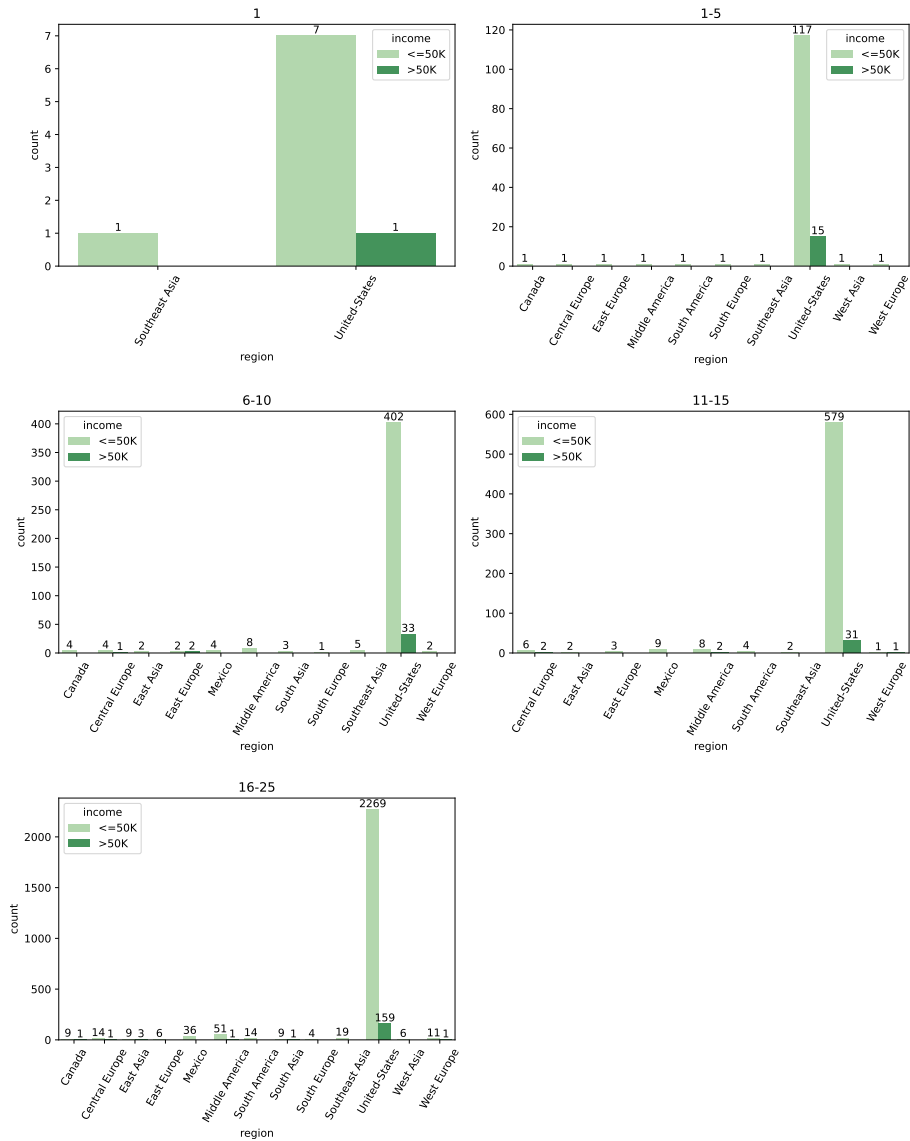 1
income
<=50K
>50K
count
7
6
5
4
3
2
1
0
1
7
1
Southeast Asia
United-States
region
1-5
income
<=50K
>50K
count
120
100
80
60
40
20
0
1 1 1 1 1 1 1 117 15 1 1
Canada
Central Europe
East Europe
Middle America
South America
South Europe
Southeast Asia
United-States
West Asia
West Europe
region
6-10
income
<=50K
>50K
count
400
350
300
250
200
150
100
50
0
4 4 1 2 2 2 4 8 3 1 5 402 33 2
Canada
Central Europe
East Asia
East Europe
Mexico
Middle America
South Asia
South Europe
Southeast Asia
United-States
West Europe
region
11-15
income
<=50K
>50K
count
600
500
400
300
200
100
0
6 2 2 3 9 8 2 4 2 579 31 1 1
Central Europe
East Asia
East Europe
Mexico
Middle America
South America
Southeast Asia
United-States
West Europe
region
16-25
income
<=50K
>50K
count
2000
1500
1000
500
0
9 1 14 1 9 3 6 36 51 1 14 9 1 4 19 2269 159 6 11 1
Canada
Central Europe
East Asia
East Europe
Mexico
Middle America
South America
South Asia
South Europe
Southeast Asia
United-States
West Asia
West Europe
region